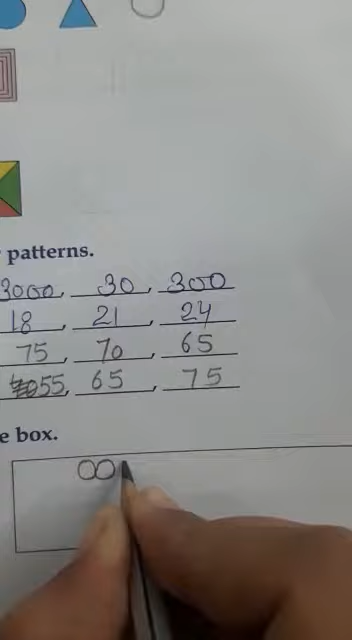 patterns.
3000, 30, 300
18, 21, 24
75, 70, 65
55, 65, 75
e box.